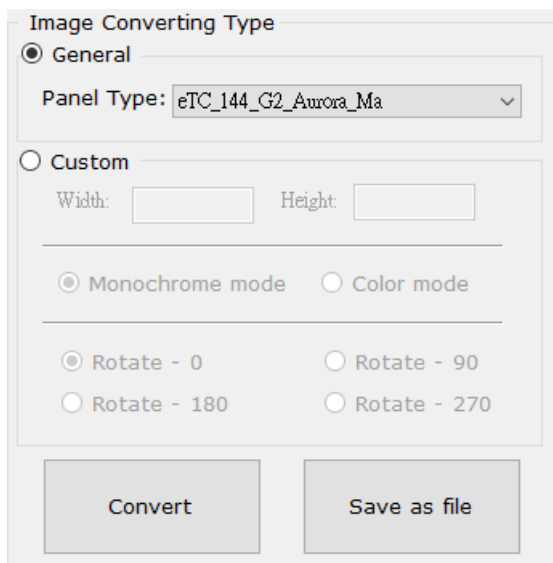 Image Converting Type
General
Panel Type: eTC_144_G2_Aurora_Ma
Custom
Width: Height:
Monochrome mode Color mode
Rotate - 0 Rotate - 90
Rotate - 180 Rotate - 270
Convert Save as file